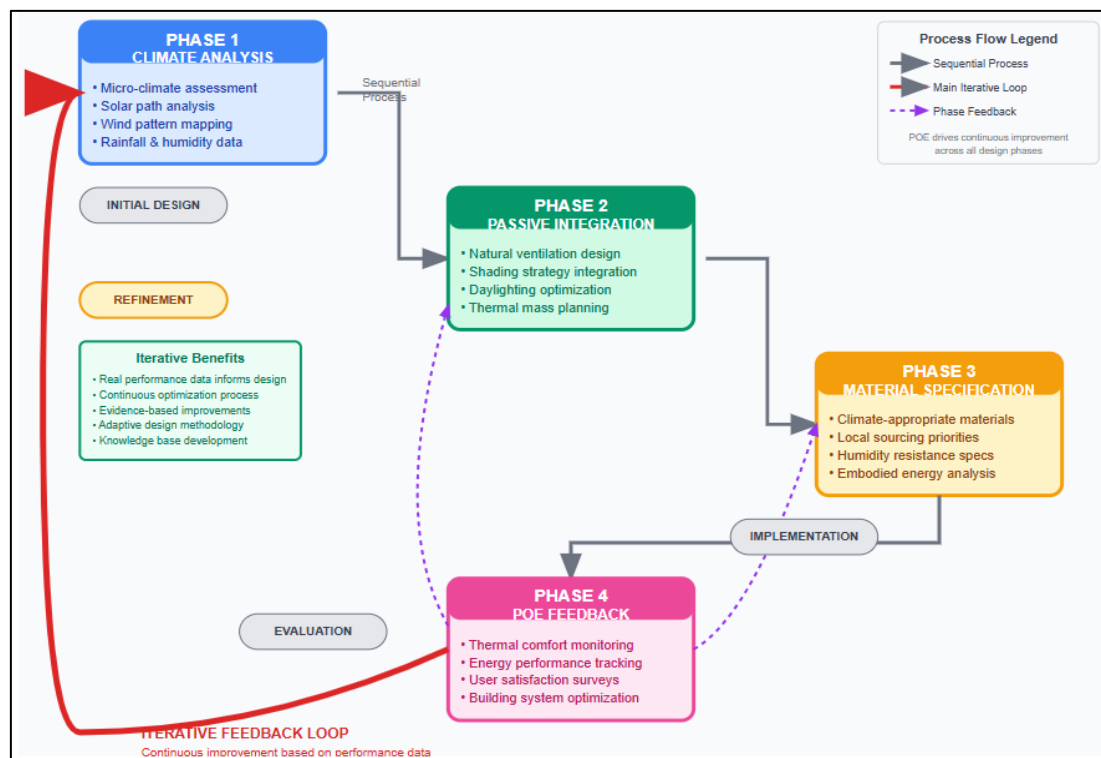 PHASE 1
CLIMATE ANALYSIS
• Micro-climate assessment
• Solar path analysis
• Wind pattern mapping
• Rainfall & humidity data
Sequential
Process
Process Flow Legend
Sequential Process
Main Iterative Loop
Phase Feedback
POE drives continuous improvement
across all design phases
INITIAL DESIGN
PHASE 2
PASSIVE INTEGRATION
• Natural ventilation design
• Shading strategy integration
• Daylighting optimization
• Thermal mass planning
REFINEMENT
Iterative Benefits
• Real performance data informs design
• Continuous optimization process
• Evidence-based improvements
• Adaptive design methodology
• Knowledge base development
PHASE 3
MATERIAL SPECIFICATION
• Climate-appropriate materials
• Local sourcing priorities
• Humidity resistance specs
• Embodied energy analysis
IMPLEMENTATION
PHASE 4
POE FEEDBACK
• Thermal comfort monitoring
• Energy performance tracking
• User satisfaction surveys
• Building system optimization
EVALUATION
ITERATIVE FEEDBACK LOOP
Continuous improvement based on performance data